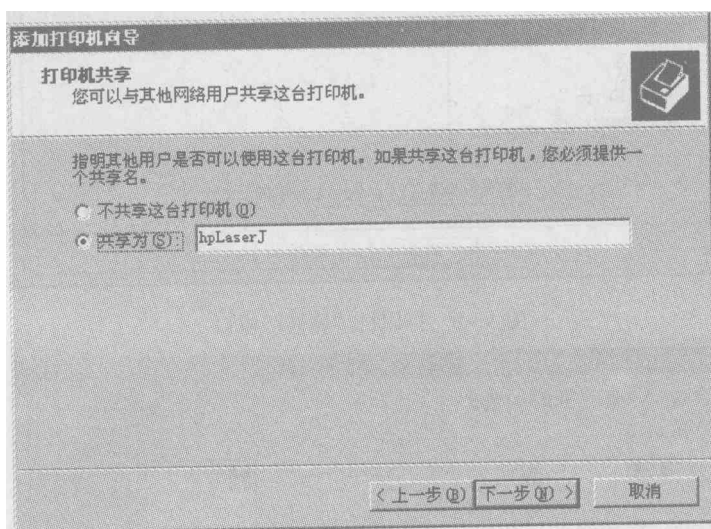 添加打印机向导
打印机共享
您可以与其他网络用户共享这台打印机。
指明其他用户是否可以使用这台打印机。如果共享这台打印机，您必须提供一
个共享名。
不共享这台打印机(O)
共享为(S): hpLaserJ
< 上一步(B) 下一步(N) > 取消